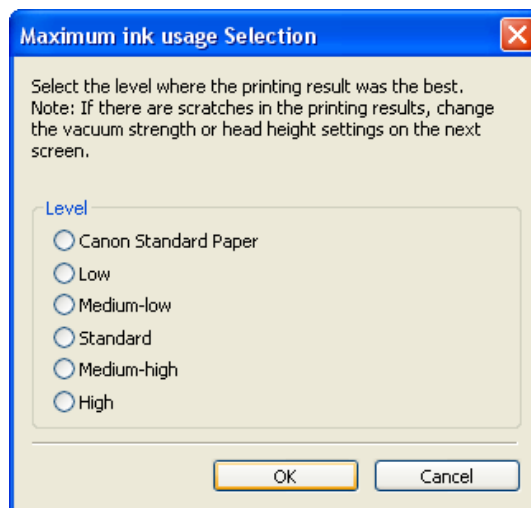 Maximum ink usage Selection
Select the level where the printing result was the best.
Note: If there are scratches in the printing results, change
the vacuum strength or head height settings on the next
screen.
Level
Canon Standard Paper
Low
Medium-low
Standard
Medium-high
High
OK
Cancel